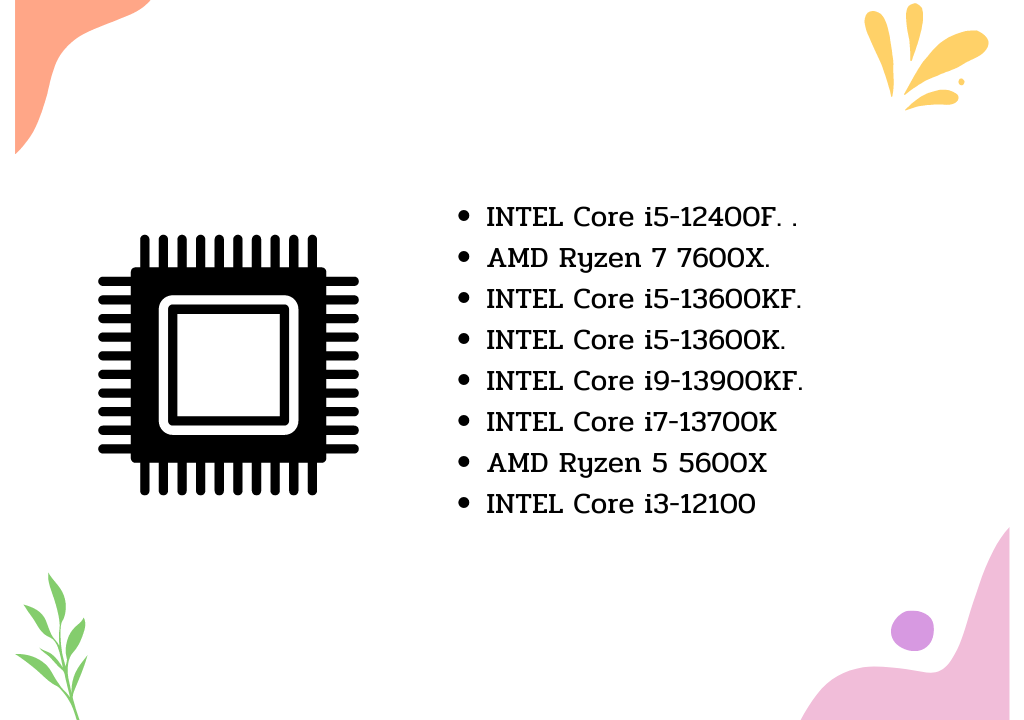 • INTEL Core i5-12400F. .
• AMD Ryzen 7 7600X.
• INTEL Core i5-13600KF.
• INTEL Core i5-13600K.
• INTEL Core i9-13900KF.
• INTEL Core i7-13700K
• AMD Ryzen 5 5600X
• INTEL Core i3-12100